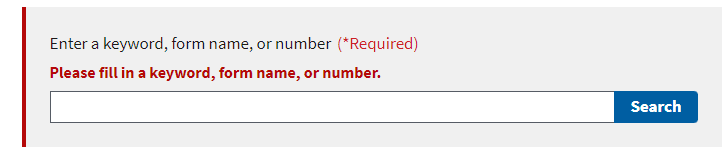 Enter a keyword, form name, or number (*Required)
Please fill in a keyword, form name, or number.
Search